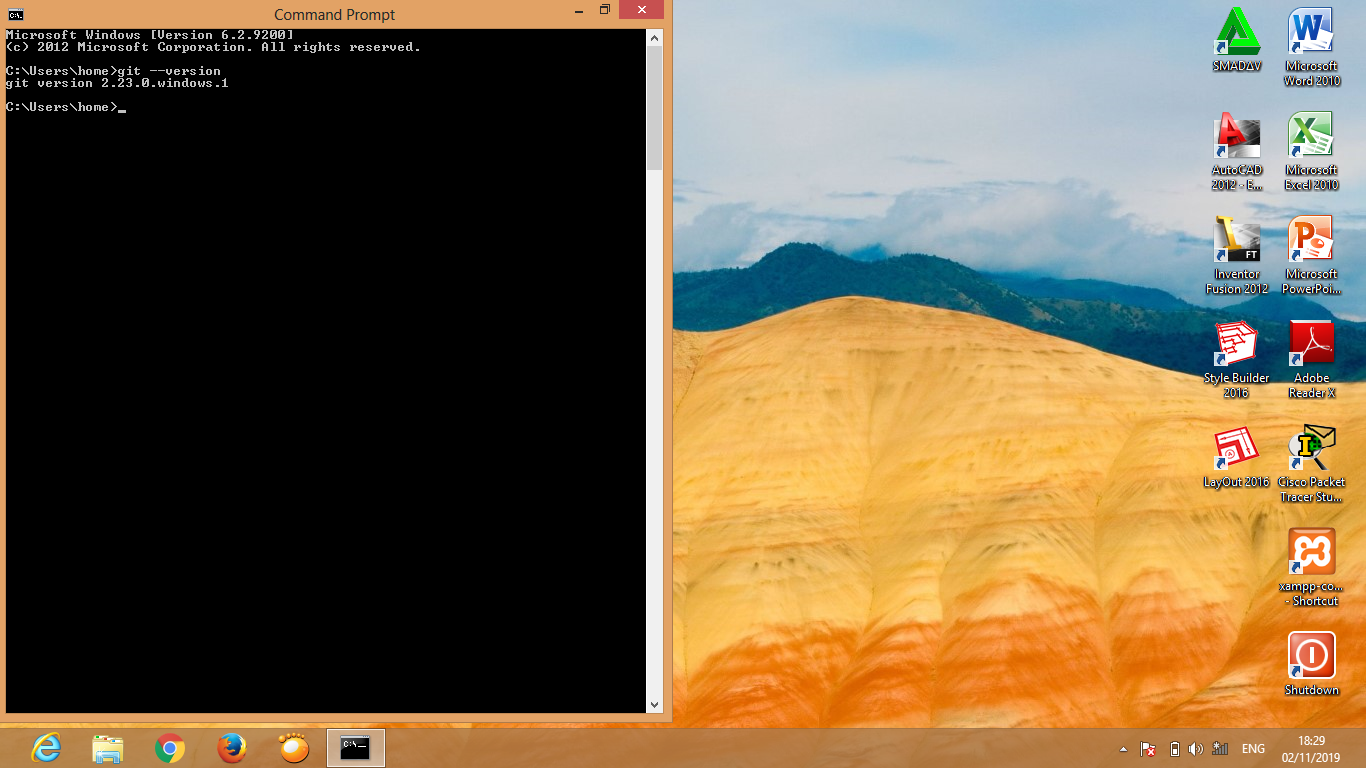 Command Prompt
Microsoft Windows [Version 6.2.9200]
(c) 2012 Microsoft Corporation. All rights reserved.
C:\Users\home>git --version
git version 2.23.0.windows.1
C:\Users\home>_
SMADAV
Microsoft
Word 2010
AutoCAD
2012 - E...
Microsoft
Excel 2010
Inventor
Fusion 2012
FT
Microsoft
PowerPoi...
Style Builder
2016
Adobe
Reader X
LayOut 2016
Cisco Packet
Tracer Stu...
xampp-co...
- Shortcut
Shutdown
ENG
18:29
02/11/2019